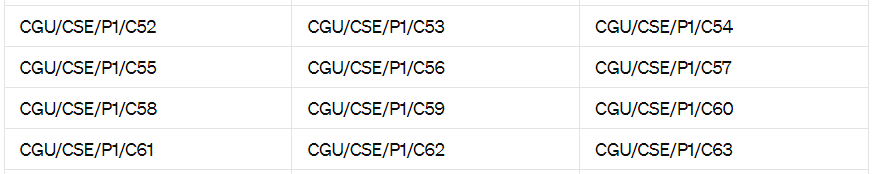 CGU/CSE/P1/C52 CGU/CSE/P1/C53 CGU/CSE/P1/C54
CGU/CSE/P1/C55 CGU/CSE/P1/C56 CGU/CSE/P1/C57
CGU/CSE/P1/C58 CGU/CSE/P1/C59 CGU/CSE/P1/C60
CGU/CSE/P1/C61 CGU/CSE/P1/C62 CGU/CSE/P1/C63